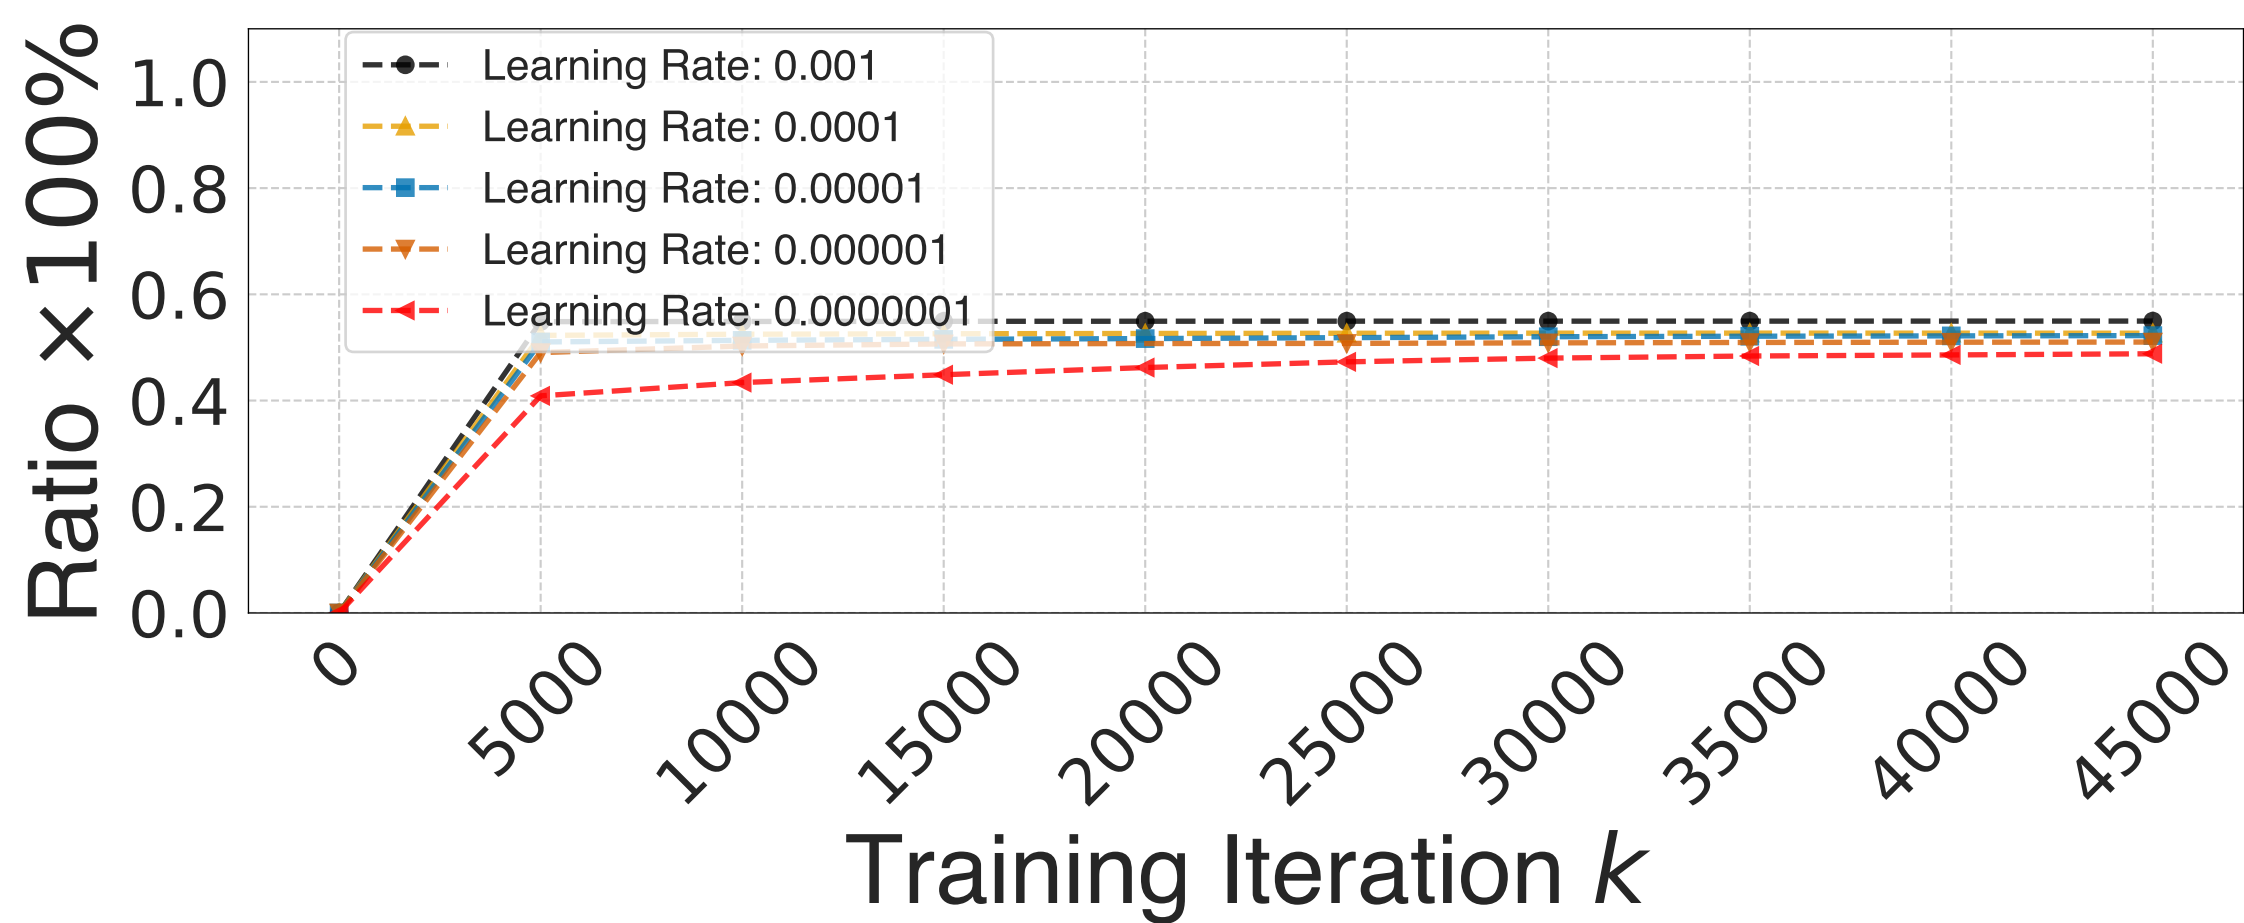 Ratio ×100%
1.0
0.8
0.6
0.4
0.2
0.0
Learning Rate: 0.001
Learning Rate: 0.0001
Learning Rate: 0.00001
Learning Rate: 0.000001
Learning Rate: 0.0000001
0
5000
10000
15000
20000
25000
30000
35000
40000
45000
Training Iteration k